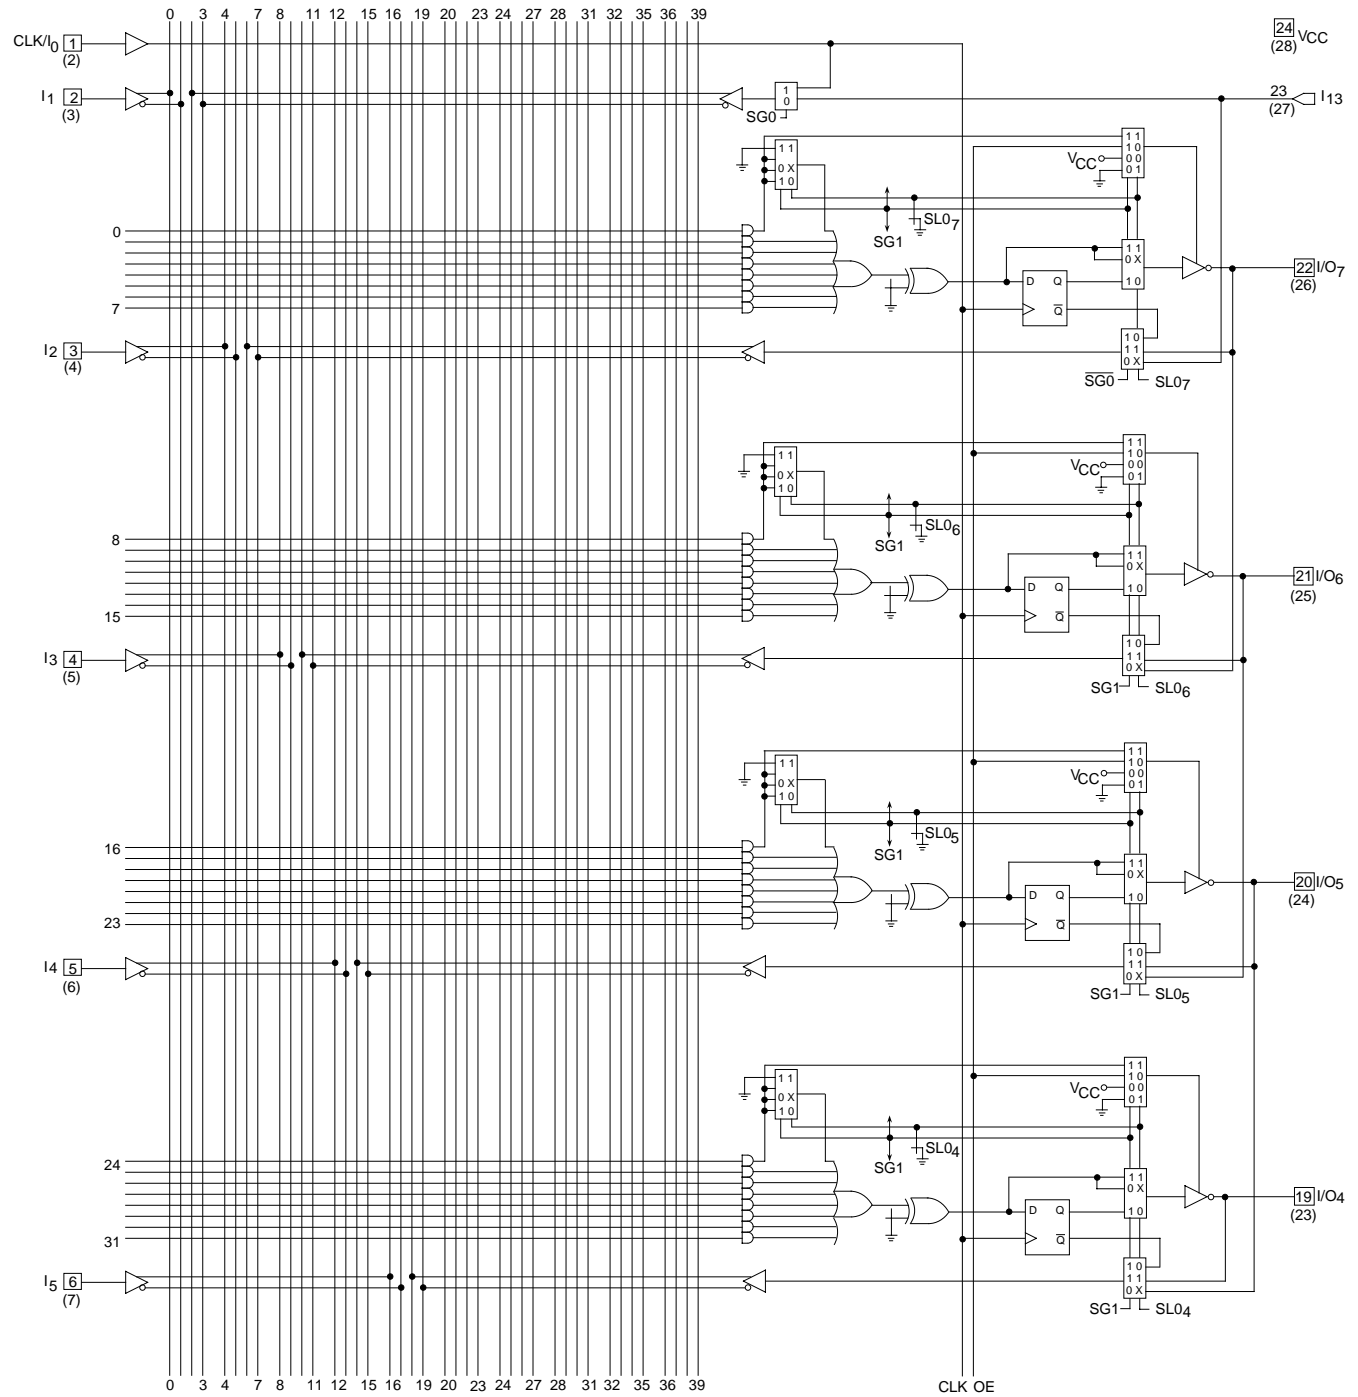 0 3 4 7 8 11 12 15 16 19 20 23 24 27 28 31 32 35 36 39
CLK/I0 1
(2)
24 VCC
(28)
I1 2
(3)
1
0
SG0
23 I13
(27)
1 1
0 X
1 0
1 1
1 0
0 0
0 1
VCC
SL07
SG1
0
7
1 1
0 X
1 0
D Q
Q
22 I/O7
(26)
I2 3
(4)
1 0
1 1
0 X
SG0 SL07
1 1
0 X
1 0
1 1
1 0
0 0
0 1
VCC
SL06
SG1
8
15
1 1
0 X
1 0
D Q
Q
21 I/O6
(25)
I3 4
(5)
1 0
1 1
0 X
SG1 SL06
1 1
0 X
1 0
1 1
1 0
0 0
0 1
VCC
SL05
SG1
16
23
1 1
0 X
1 0
D Q
Q
20 I/O5
(24)
I4 5
(6)
1 0
1 1
0 X
SG1 SL05
1 1
0 X
1 0
1 1
1 0
0 0
0 1
VCC
SL04
SG1
24
31
1 1
0 X
1 0
D Q
Q
19 I/O4
(23)
I5 6
(7)
1 0
1 1
0 X
SG1 SL04
0 3 4 7 8 11 12 15 16 19 20 23 24 27 28 31 32 35 36 39
CLK OE